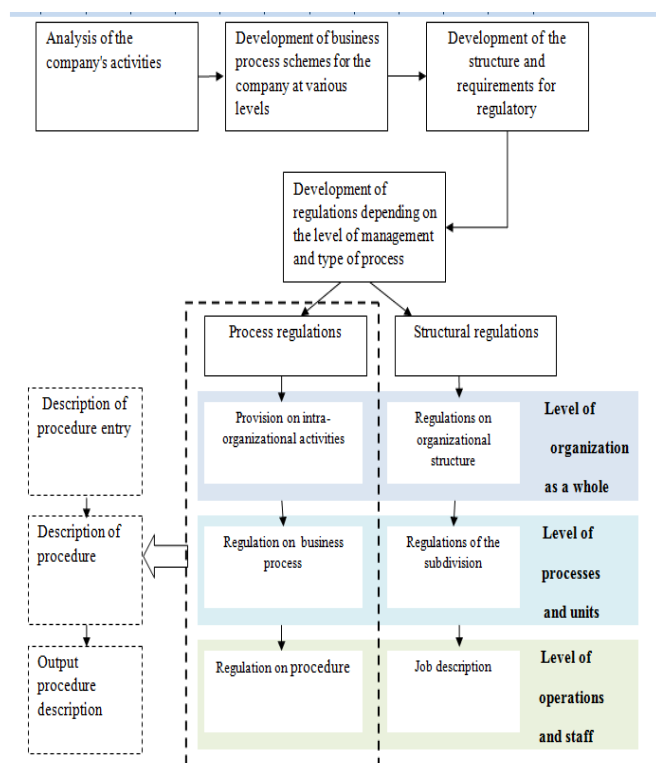 Analysis of the
company's activities
Development of business
process schemes for the
company at various
levels
Development of the
structure and
requirements for
regulatory
Development of
regulations depending on
the level of management
and type of process
Process regulations
Structural regulations
Description of
procedure entry
Provision on intra-
organizational activities
Regulations on
organizational
structure
Level of
organization
as a whole
Description of
procedure
Regulation on business
process
Regulations of the
subdivision
Level of
processes
and units
Output
procedure
description
Regulation on procedure
Job description
Level of
operations
and staff